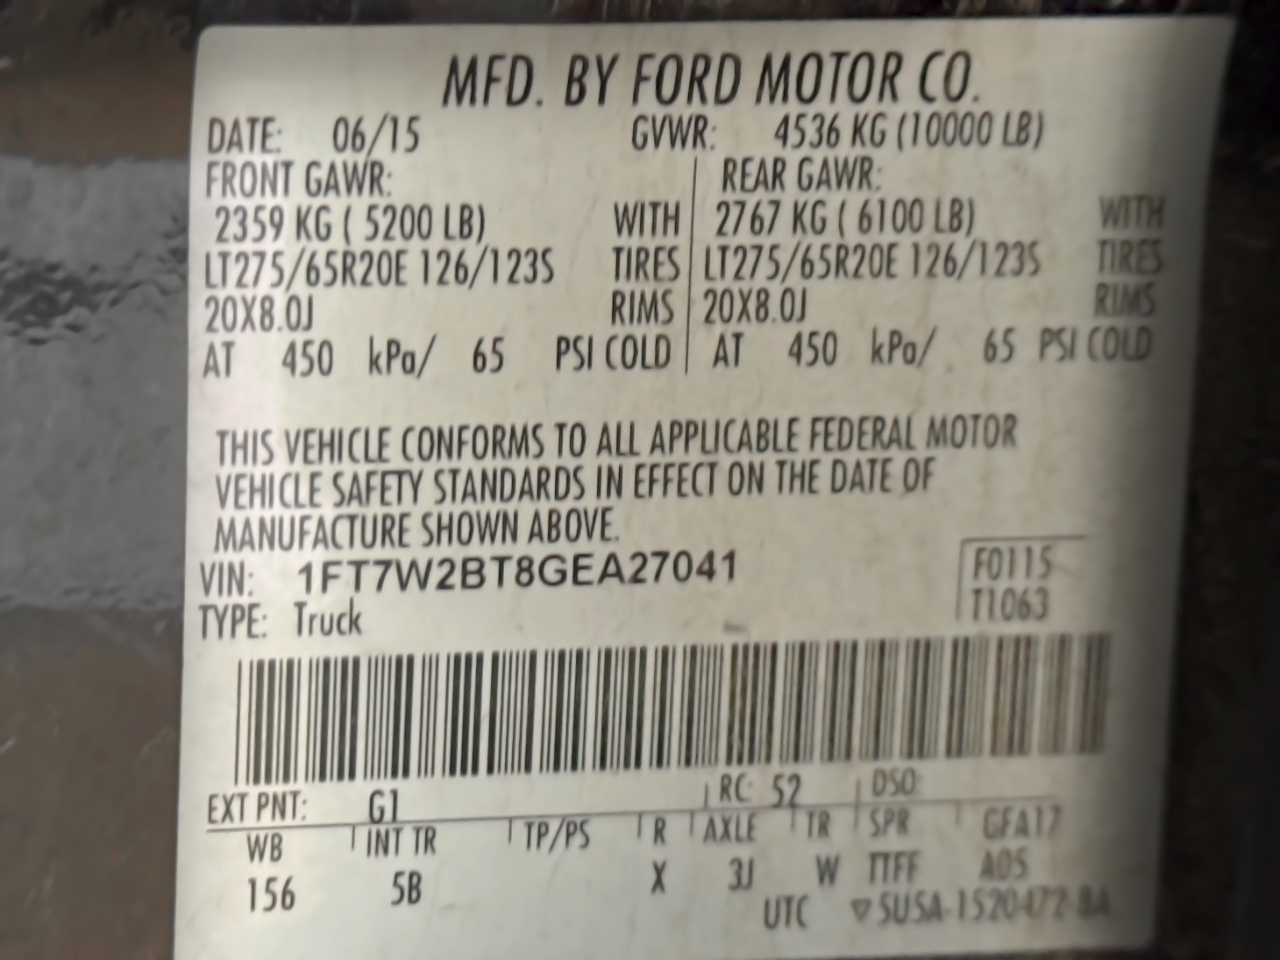 MFD. BY FORD MOTOR CO.
DATE: 06/15 GVWR: 4536 KG (10000 LB)
FRONT GAWR: REAR GAWR:
2359 KG ( 5200 LB) WITH 2767 KG ( 6100 LB) WITH
LT275/65R20E 126/123S TIRES LT275/65R20E 126/123S TIRES
20X8.0J RIMS 20X8.0J RIMS
AT 450 kPa/ 65 PSI COLD AT 450 kPa/ 65 PSI COLD
THIS VEHICLE CONFORMS TO ALL APPLICABLE FEDERAL MOTOR
VEHICLE SAFETY STANDARDS IN EFFECT ON THE DATE OF
MANUFACTURE SHOWN ABOVE.
VIN: 1FT7W2BT8GEA27041 F0115
TYPE: Truck T1063
EXT PNT: G1 RC: 52 DSO:
WB INT TR TP/PS R AXLE TR SPR GFA17
156 5B X 3J W TTFF A05
UTC ▽SUSA-1520472-BA